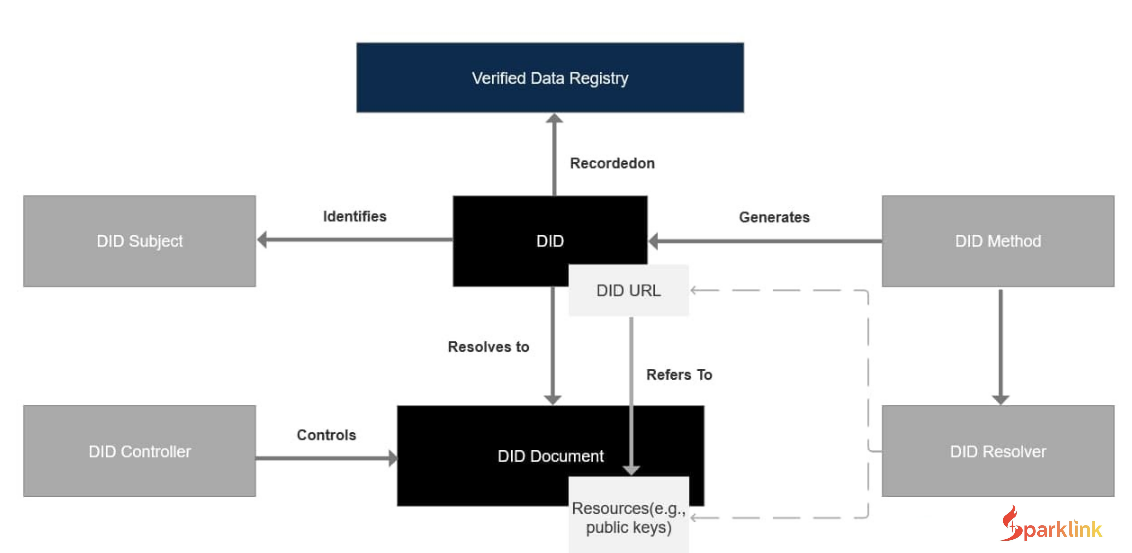 Verified Data Registry
Recordedon
Identifies
Generates
DID Subject
DID
DID Method
DID URL
Resolves to
Refers To
DID Controller
Controls
DID Document
DID Resolver
Resources(e.g.,
public keys)
Sparklink